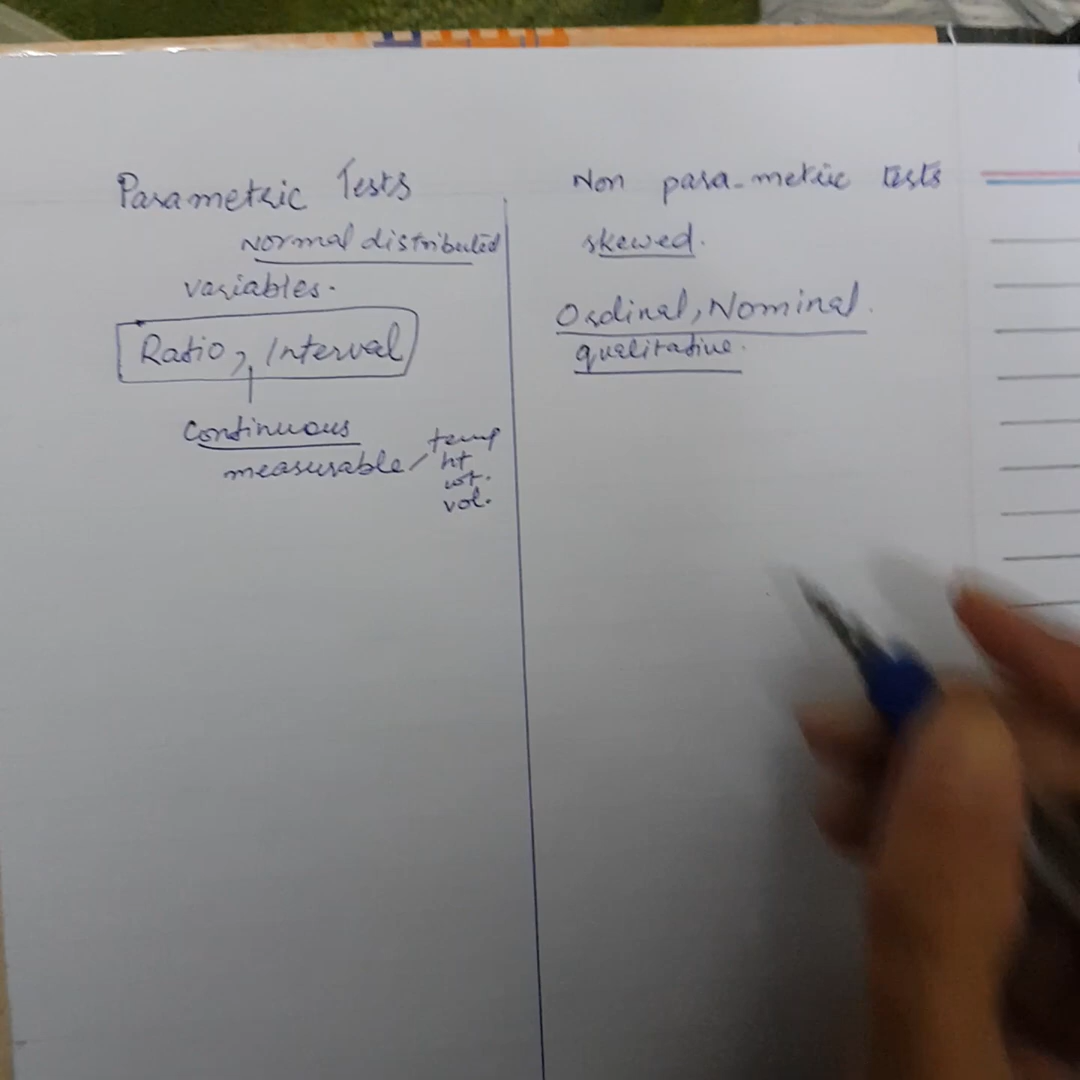 Parametric Tests
normal distributed
variables.
Ratio, Interval
Continuous
measurable
temp
ht
wt.
vol.
Non para-metric tests
skewed.
Ordinal, Nominal.
qualitative.